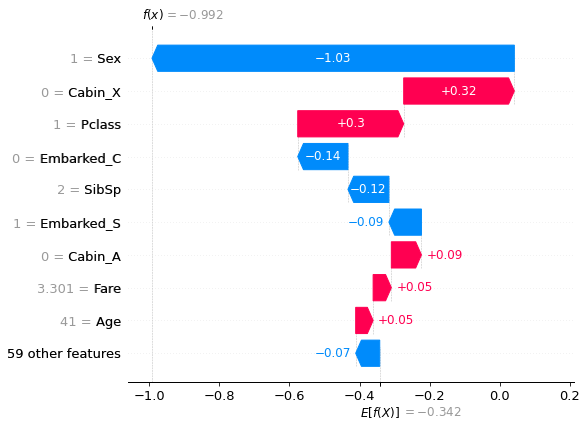 f(x) = −0.992
1 = Sex
−1.03
0 = Cabin_X
+0.32
1 = Pclass
+0.3
0 = Embarked_C
−0.14
2 = SibSp
−0.12
1 = Embarked_S
−0.09
0 = Cabin_A
+0.09
3.301 = Fare
+0.05
41 = Age
+0.05
59 other features
−0.07
−1.0 −0.8 −0.6 −0.4 −0.2 0.0 0.2
E[f(X)] = −0.342